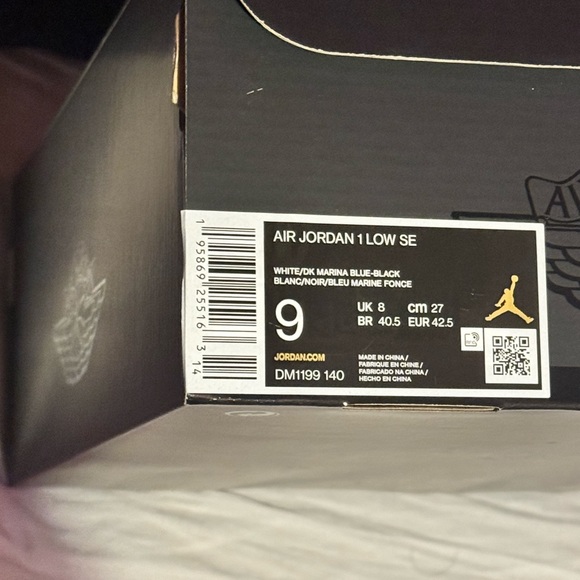 AIR JORDAN 1 LOW SE
WHITE/DK MARINA BLUE-BLACK
BLANC/NOIR/BLEU MARINE FONCE
9
UK 8 cm 27
BR 40.5 EUR 42.5
JORDAN.COM
DM1199 140
MADE IN CHINA /
FABRIQUE EN CHINE /
FABRICADO NA CHINA /
HECHO EN CHINA
1 95869 25516 3 14